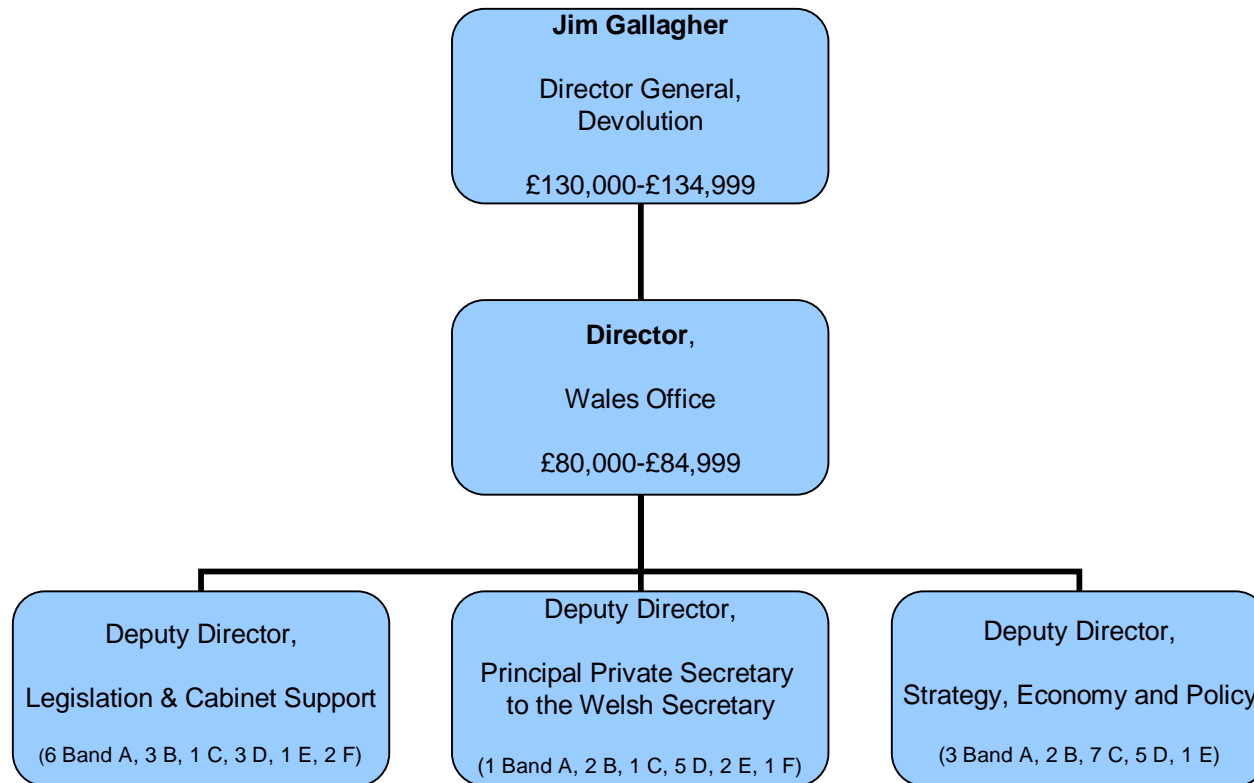 Jim Gallagher
Director General,
Devolution
£130,000-£134,999
Director,
Wales Office
£80,000-£84,999
Deputy Director,
Legislation & Cabinet Support
(6 Band A, 3 B, 1 C, 3 D, 1 E, 2 F)
Deputy Director,
Principal Private Secretary
to the Welsh Secretary
(1 Band A, 2 B, 1 C, 5 D, 2 E, 1 F)
Deputy Director,
Strategy, Economy and Policy
(3 Band A, 2 B, 7 C, 5 D, 1 E)